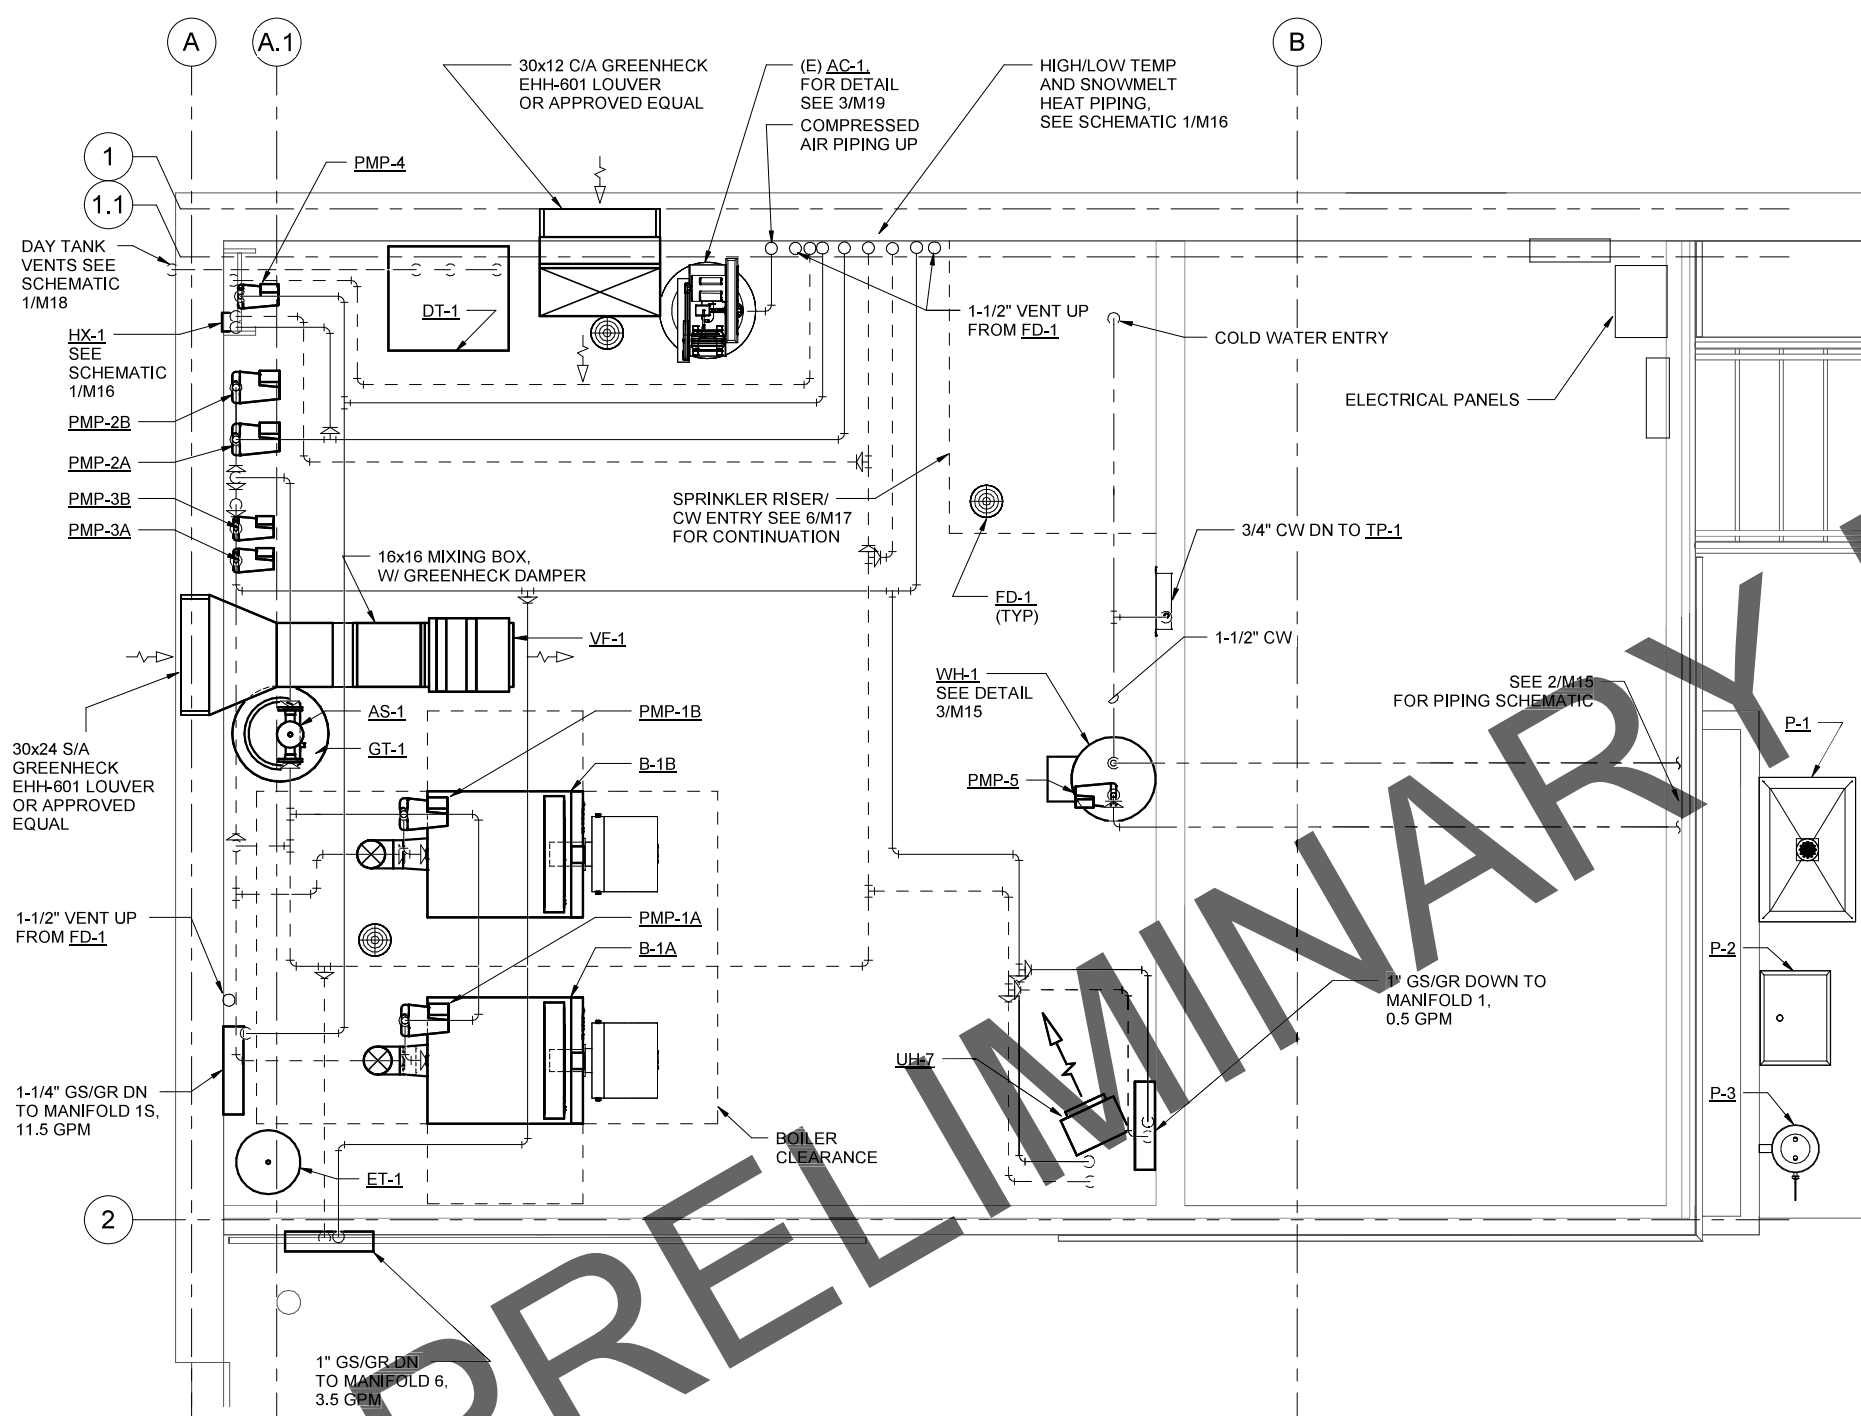 A
A.1
B
30x12 C/A GREENHECK
EHH-601 LOUVER
OR APPROVED EQUAL
(E) AC-1,
FOR DETAIL
SEE 3/M19
COMPRESSED
AIR PIPING UP
HIGH/LOW TEMP
AND SNOWMELT
HEAT PIPING,
SEE SCHEMATIC 1/M16
1
PMP-4
1.1
DAY TANK
VENTS SEE
SCHEMATIC
1/M18
DT-1
1-1/2" VENT UP
FROM FD-1
COLD WATER ENTRY
HX-1
SEE
SCHEMATIC
1/M16
ELECTRICAL PANELS
PMP-2B
PMP-2A
PMP-3B
PMP-3A
SPRINKLER RISER/
CW ENTRY SEE 6/M17
FOR CONTINUATION
3/4" CW DN TO TP-1
16x16 MIXING BOX,
W/ GREENHECK DAMPER
FD-1
(TYP)
VF-1
1-1/2" CW
WH-1
SEE DETAIL
3/M15
SEE 2/M15
FOR PIPING SCHEMATIC
AS-1
PMP-1B
P-1
GT-1
30x24 S/A
GREENHECK
EHH-601 LOUVER
OR APPROVED
EQUAL
B-1B
PMP-5
1-1/2" VENT UP
FROM FD-1
PMP-1A
B-1A
P-2
1" GS/GR DOWN TO
MANIFOLD 1,
0.5 GPM
UH-7
1-1/4" GS/GR DN
TO MANIFOLD 1S,
11.5 GPM
P-3
BOILER
CLEARANCE
ET-1
2
1" GS/GR DN
TO MANIFOLD 6,
3.5 GPM
PRELIMINARY